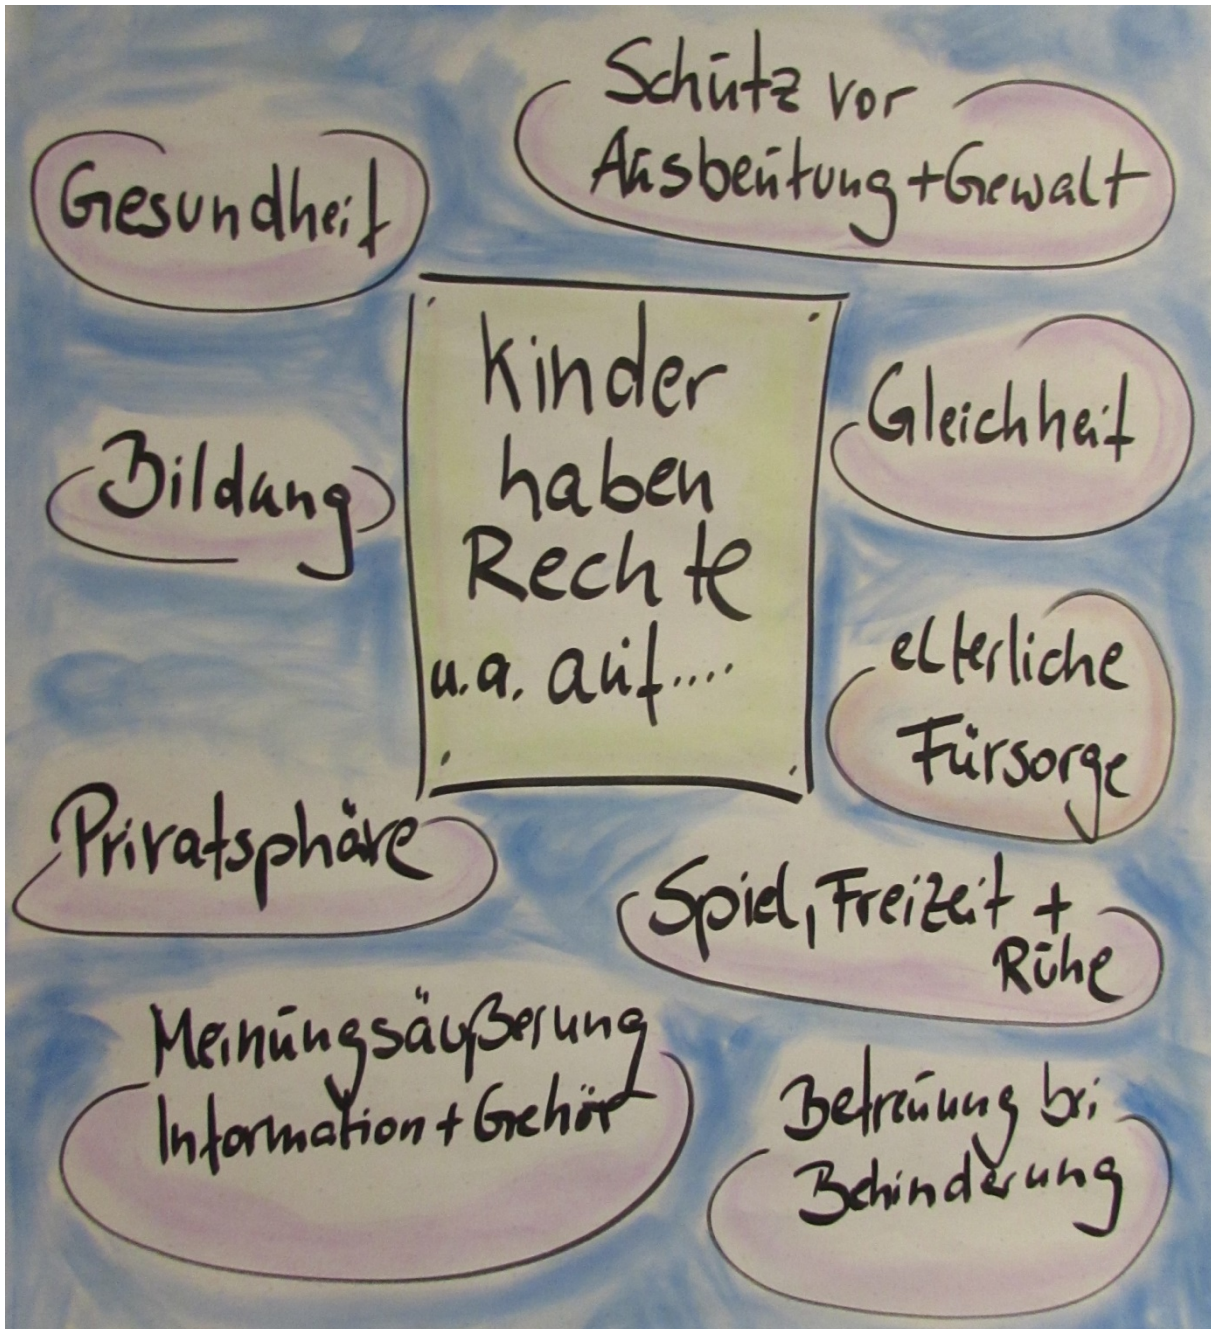 Gesundheit
Schutz vor
Ausbeutung + Gewalt
Kinder
haben
Rechte
u.a. auf....
Gleichheit
Bildung
elterliche
Fürsorge
Privatsphäre
Spiel, Freizeit +
Ruhe
Meinungsäußerung
Information + Gehör
Betreuung bei
Behinderung